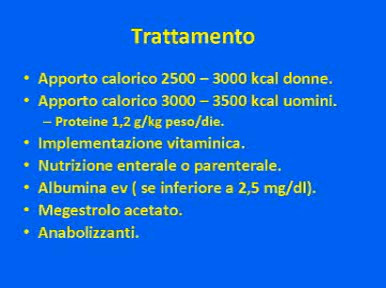 Trattamento
• Apporto calorico 2500 – 3000 kcal donne.
• Apporto calorico 3000 – 3500 kcal uomini.
– Proteine 1,2 g/kg peso/die.
• Implementazione vitaminica.
• Nutrizione enterale o parenterale.
• Albumina ev ( se inferiore a 2,5 mg/dl).
• Megestrolo acetato.
• Anabolizzanti.